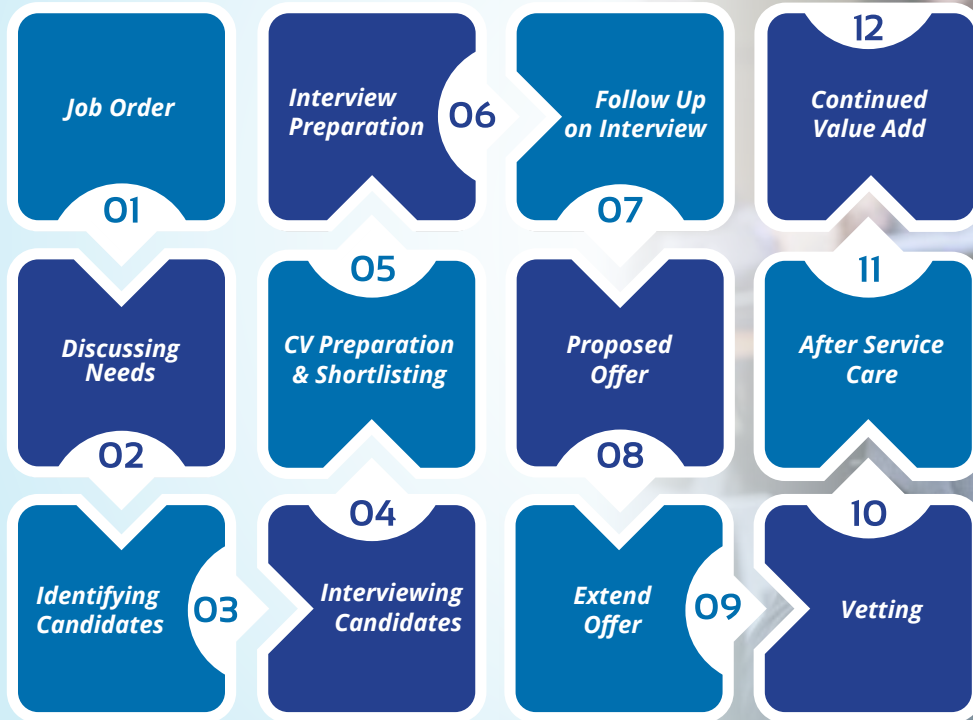 Job Order
01
Discussing
Needs
02
Identifying
Candidates
03
Interviewing
Candidates
04
CV Preparation
& Shortlisting
05
Interview
Preparation
06
Follow Up
on Interview
07
Proposed
Offer
08
Extend
Offer
09
Vetting
10
After Service
Care
11
Continued
Value Add
12